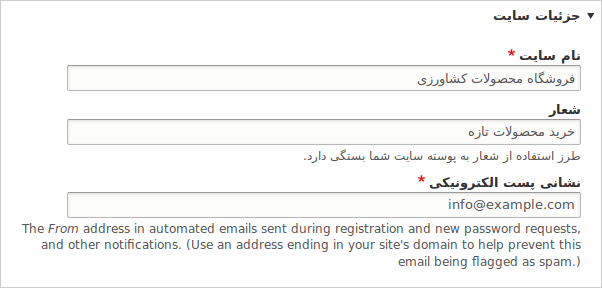 جزئیات سایت
نام سایت *
فروشگاه محصولات کشاورزی
شعار
خرید محصولات تازه
طرز استفاده از شعار به پوسته سایت شما بستگی دارد.
نشانی پست الکترونیکی *
info@example.com
The From address in automated emails sent during registration and new password requests,
and other notifications. (Use an address ending in your site's domain to help prevent this
email being flagged as spam.)